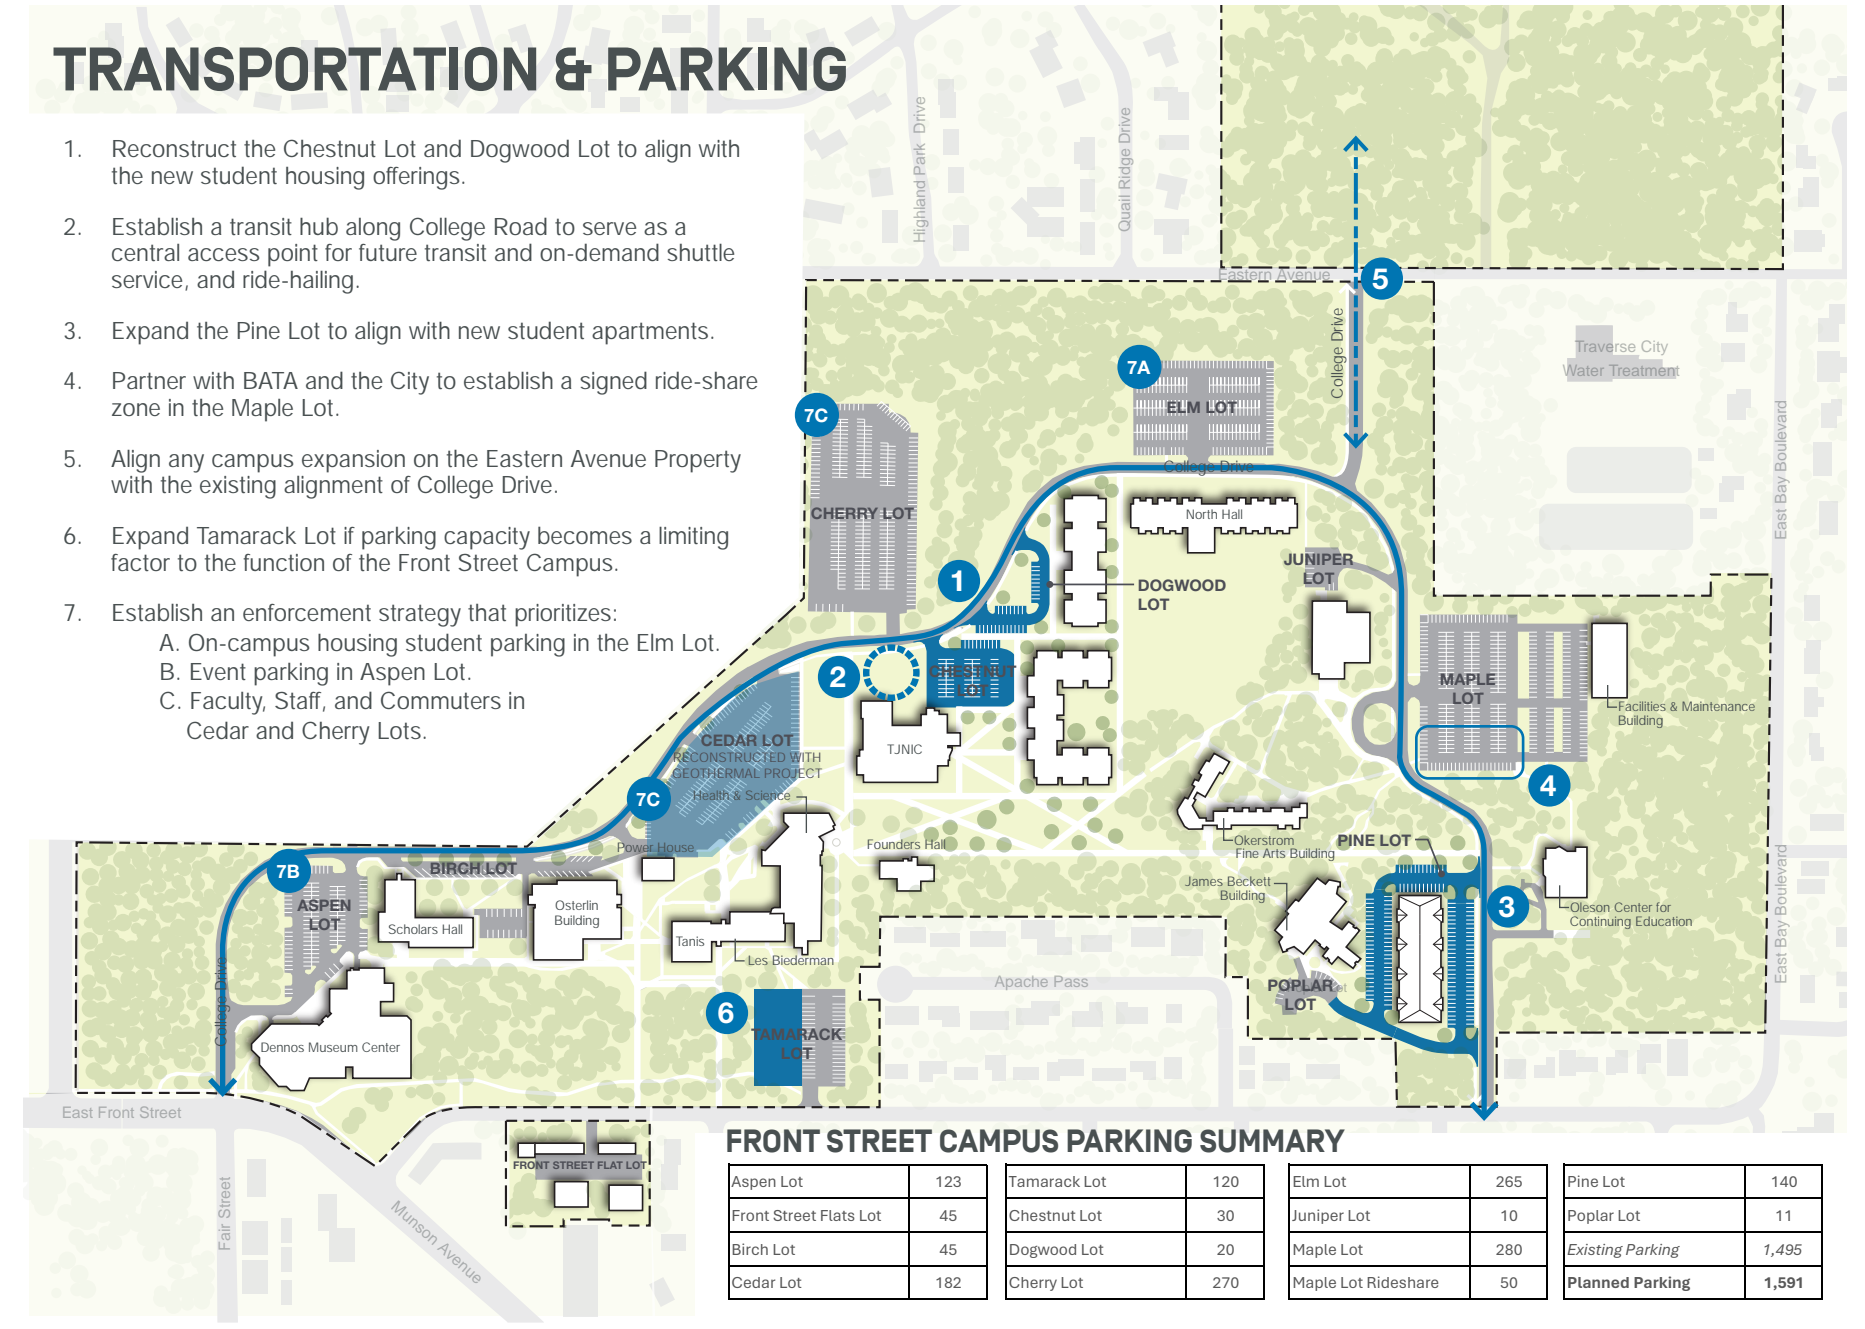 TRANSPORTATION & PARKING
1. Reconstruct the Chestnut Lot and Dogwood Lot to align with
the new student housing offerings.
2. Establish a transit hub along College Road to serve as a
central access point for future transit and on-demand shuttle
service, and ride-hailing.
3. Expand the Pine Lot to align with new student apartments.
4. Partner with BATA and the City to establish a signed ride-share
zone in the Maple Lot.
5. Align any campus expansion on the Eastern Avenue Property
with the existing alignment of College Drive.
6. Expand Tamarack Lot if parking capacity becomes a limiting
factor to the function of the Front Street Campus.
7. Establish an enforcement strategy that prioritizes:
A. On-campus housing student parking in the Elm Lot.
B. Event parking in Aspen Lot.
C. Faculty, Staff, and Commuters in
Cedar and Cherry Lots.
Highland Park Drive
Quail Ridge Drive
Eastern Avenue
5
College Drive
Traverse City
Water Treatment
East Bay Boulevard
7A
ELM LOT
College Drive
7C
CHERRY LOT
North Hall
JUNIPER
LOT
1
DOGWOOD
LOT
2
CHESTNUT
LOT
TJNIC
MAPLE
LOT
Facilities & Maintenance
Building
4
CEDAR LOT
RECONSTRUCTED WITH
GEOTHERMAL PROJECT
7C
Health & Science
Power House
Founders Hall
Okerstrom
Fine Arts Building
PINE LOT
James Beckett
Building
3
Oleson Center for
Continuing Education
East Bay Boulevard
7B
BIRCH LOT
ASPEN
LOT
Scholars Hall
Osterlin
Building
Tanis
Les Biederman
Apache Pass
POPLAR
LOT
College Drive
6
TAMARACK
LOT
Dennos Museum Center
East Front Street
Fair Street
Munson Avenue
FRONT STREET FLAT LOT
FRONT STREET CAMPUS PARKING SUMMARY
Aspen Lot 123 Tamarack Lot 120 Elm Lot 265 Pine Lot 140
Front Street Flats Lot 45 Chestnut Lot 30 Juniper Lot 10 Poplar Lot 11
Birch Lot 45 Dogwood Lot 20 Maple Lot 280 Existing Parking 1,495
Cedar Lot 182 Cherry Lot 270 Maple Lot Rideshare 50 Planned Parking 1,591